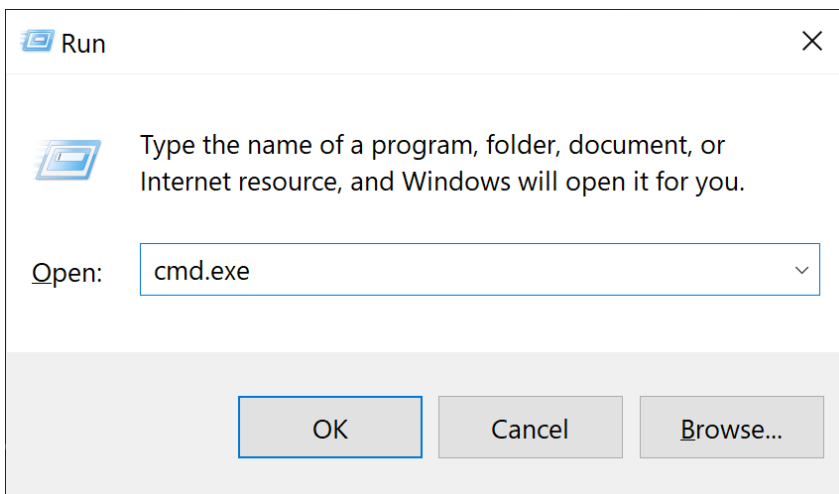 Run
Type the name of a program, folder, document, or
Internet resource, and Windows will open it for you.
Open: cmd.exe
OK Cancel Browse...